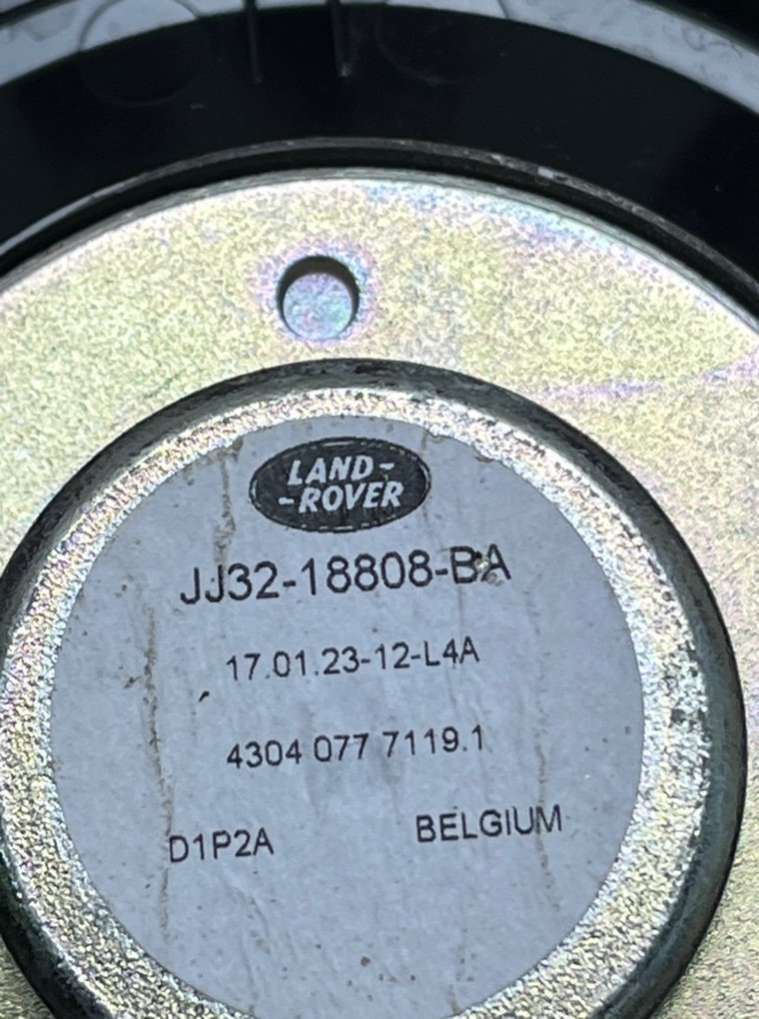 LAND-
-ROVER
JJ32-18808-BA
17.01.23-12-L4A
4304 077 7119.1
D1P2A BELGIUM